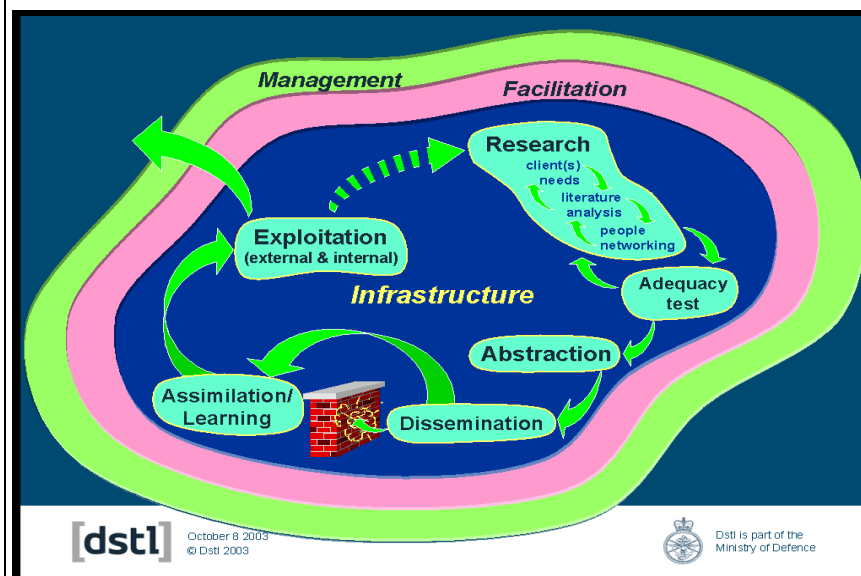 Management
Facilitation
Research
client(s)
needs
literature
analysis
people
networking
Exploitation
(external & internal)
Adequacy
test
Infrastructure
Abstraction
Assimilation/
Learning
Dissemination
[dstl]
October 8 2003
© Dstl 2003
Dstl is part of the
Ministry of Defence